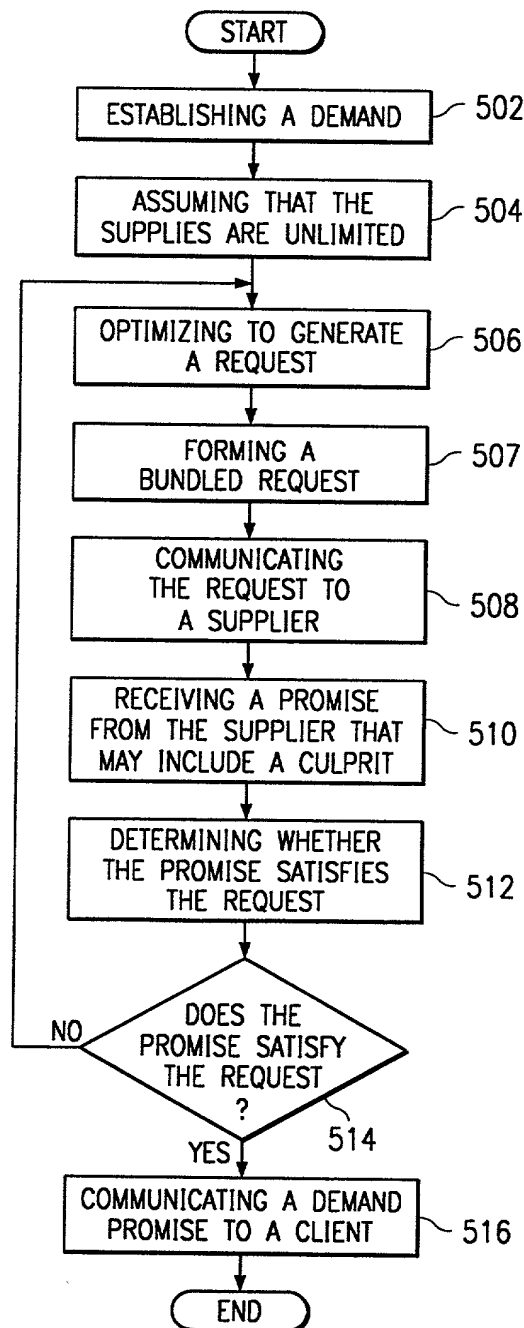 START
ESTABLISHING A DEMAND
502
ASSUMING THAT THE
SUPPLIES ARE UNLIMITED
504
OPTIMIZING TO GENERATE
A REQUEST
506
FORMING A
BUNDLED REQUEST
507
COMMUNICATING
THE REQUEST TO
A SUPPLIER
508
RECEIVING A PROMISE
FROM THE SUPPLIER THAT
MAY INCLUDE A CULPRIT
510
DETERMINING WHETHER
THE PROMISE SATISFIES
THE REQUEST
512
NO
DOES THE
PROMISE SATISFY
THE REQUEST
?
514
YES
COMMUNICATING A DEMAND
PROMISE TO A CLIENT
516
END